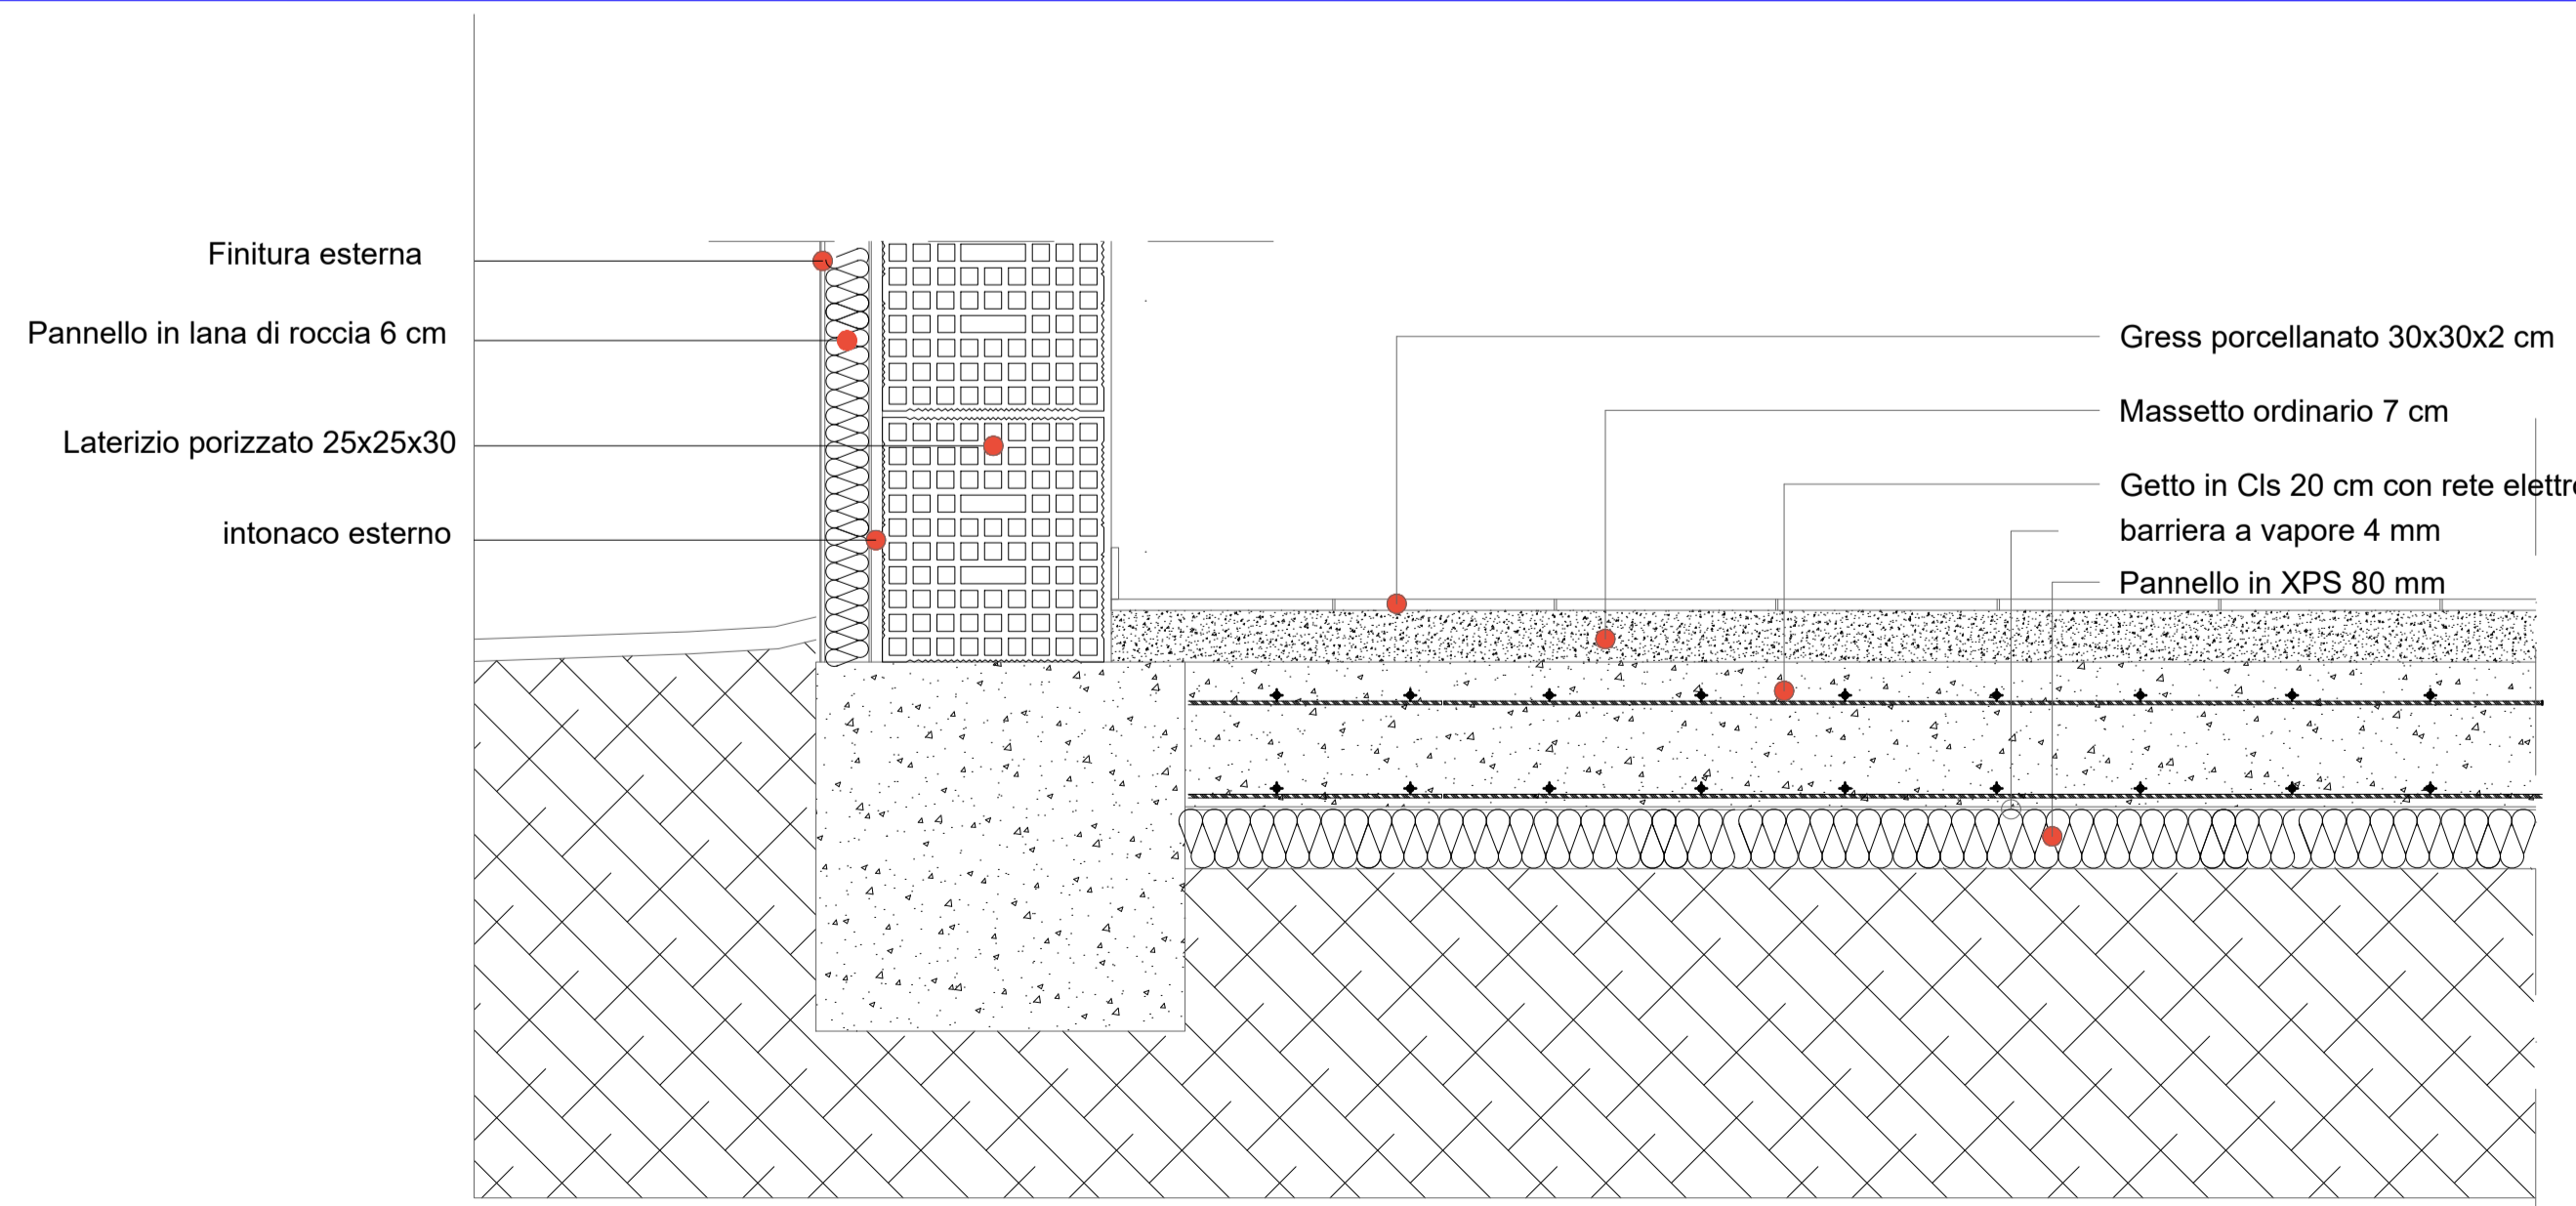 Finitura esterna
Pannello in lana di roccia 6 cm
Laterizio porizzato 25x25x30
intonaco esterno
Gress porcellanato 30x30x2 cm
Massetto ordinario 7 cm
Getto in Cls 20 cm con rete
barriera a vapore 4 mm
Pannello in XPS 80 mm